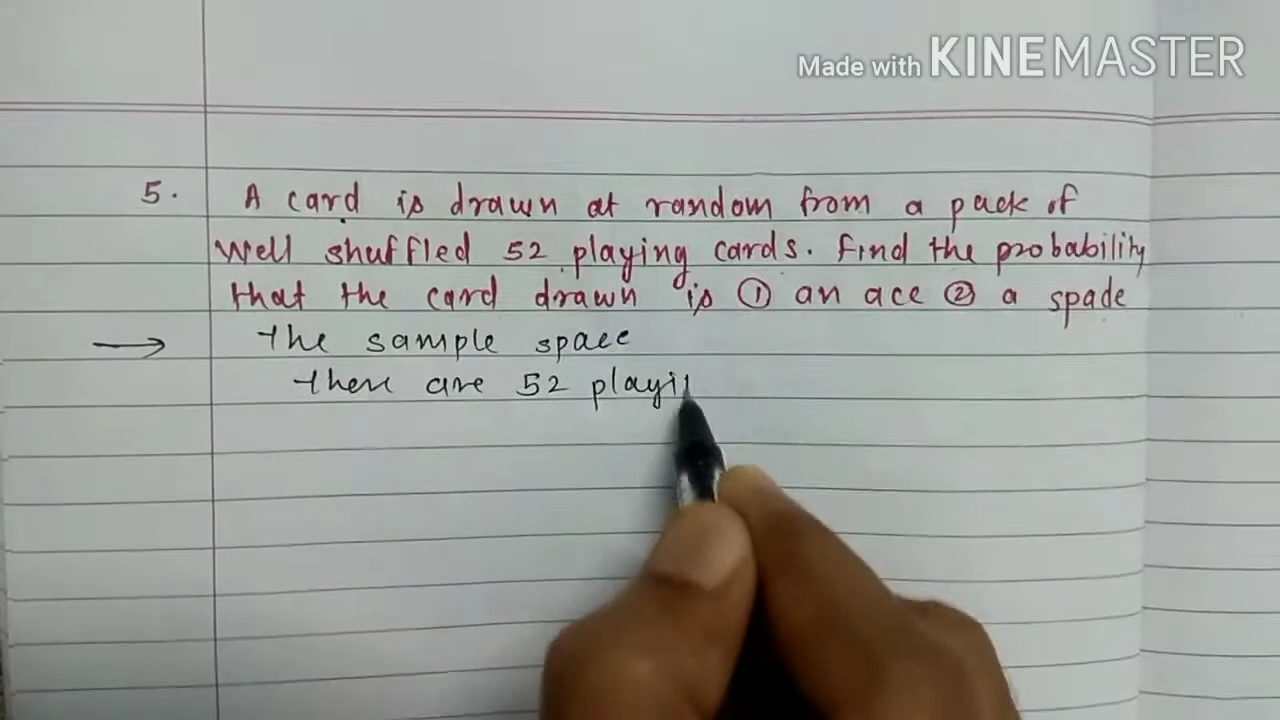 Made with KINEMASTER
5. A card is drawn at random from a pack of
well shuffled 52 playing cards. Find the probability
that the card drawn is ① an ace ② a spade
→ The sample space
There are 52 playin